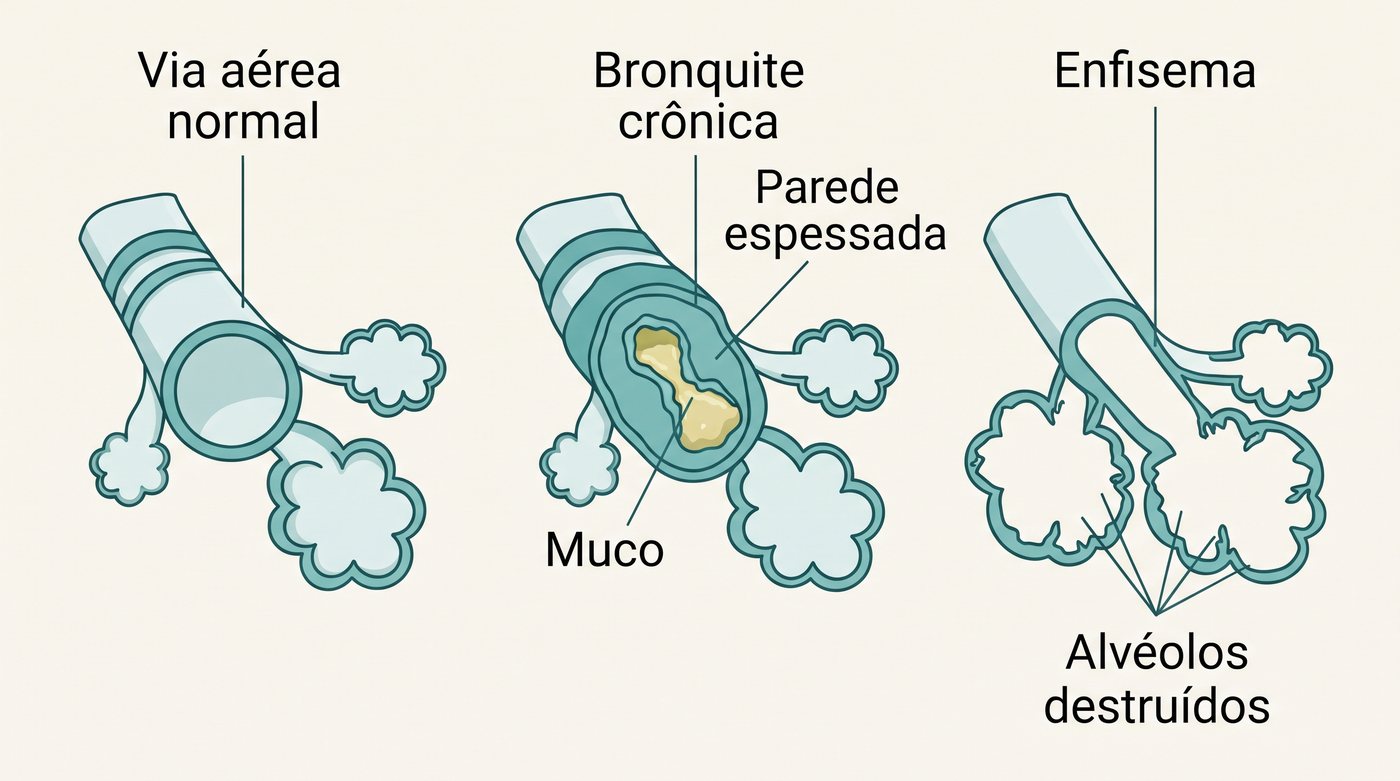 Via aérea
normal
Bronquite
crônica
Parede
espessada
Muco
Enfisema
Alvéolos
destruídos